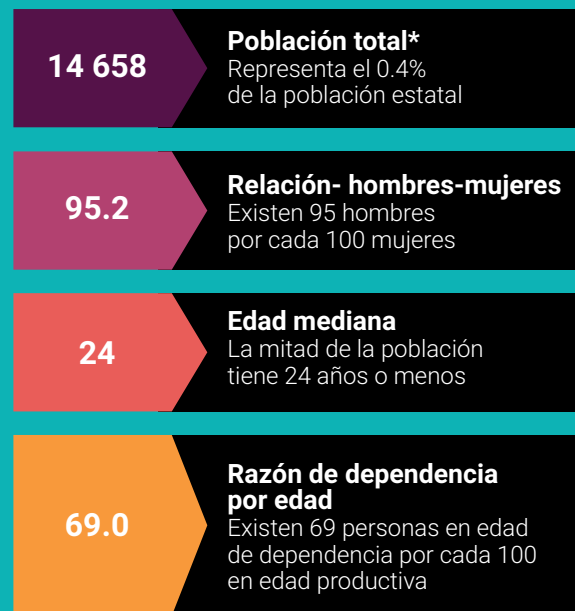 14 658
Población total*
Representa el 0.4%
de la población estatal
95.2
Relación- hombres-mujeres
Existen 95 hombres
por cada 100 mujeres
24
Edad mediana
La mitad de la población
tiene 24 años o menos
69.0
Razón de dependencia
por edad
Existen 69 personas en edad
de dependencia por cada 100
en edad productiva